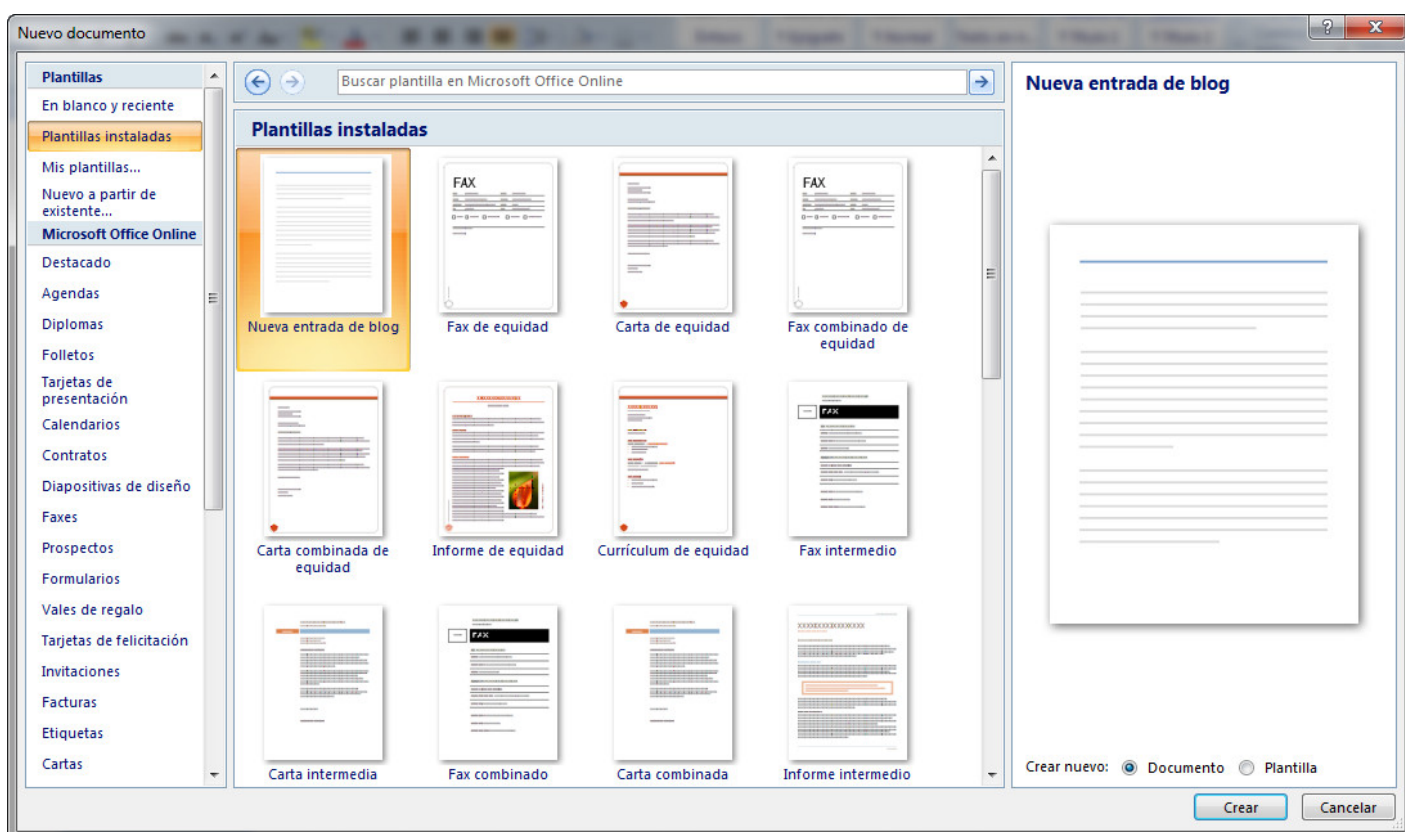 Nuevo documento
Plantillas
En blanco y reciente
Plantillas instaladas
Mis plantillas...
Nuevo a partir de
existente...
Microsoft Office Online
Destacado
Agendas
Diplomas
Folletos
Tarjetas de
presentación
Calendarios
Contratos
Diapositivas de diseño
Faxes
Prospectos
Formularios
Vales de regalo
Tarjetas de felicitación
Invitaciones
Facturas
Etiquetas
Cartas
Buscar plantilla en Microsoft Office Online
Plantillas instaladas
FAX
FAX
Nueva entrada de blog
Fax de equidad
Carta de equidad
Fax combinado de
equidad
FAX
Carta combinada de
equidad
Informe de equidad
Currículum de equidad
Fax intermedio
FAX
Carta intermedia
Fax combinado
Carta combinada
Informe intermedio
Nueva entrada de blog
Crear nuevo: Documento Plantilla
Crear Cancelar